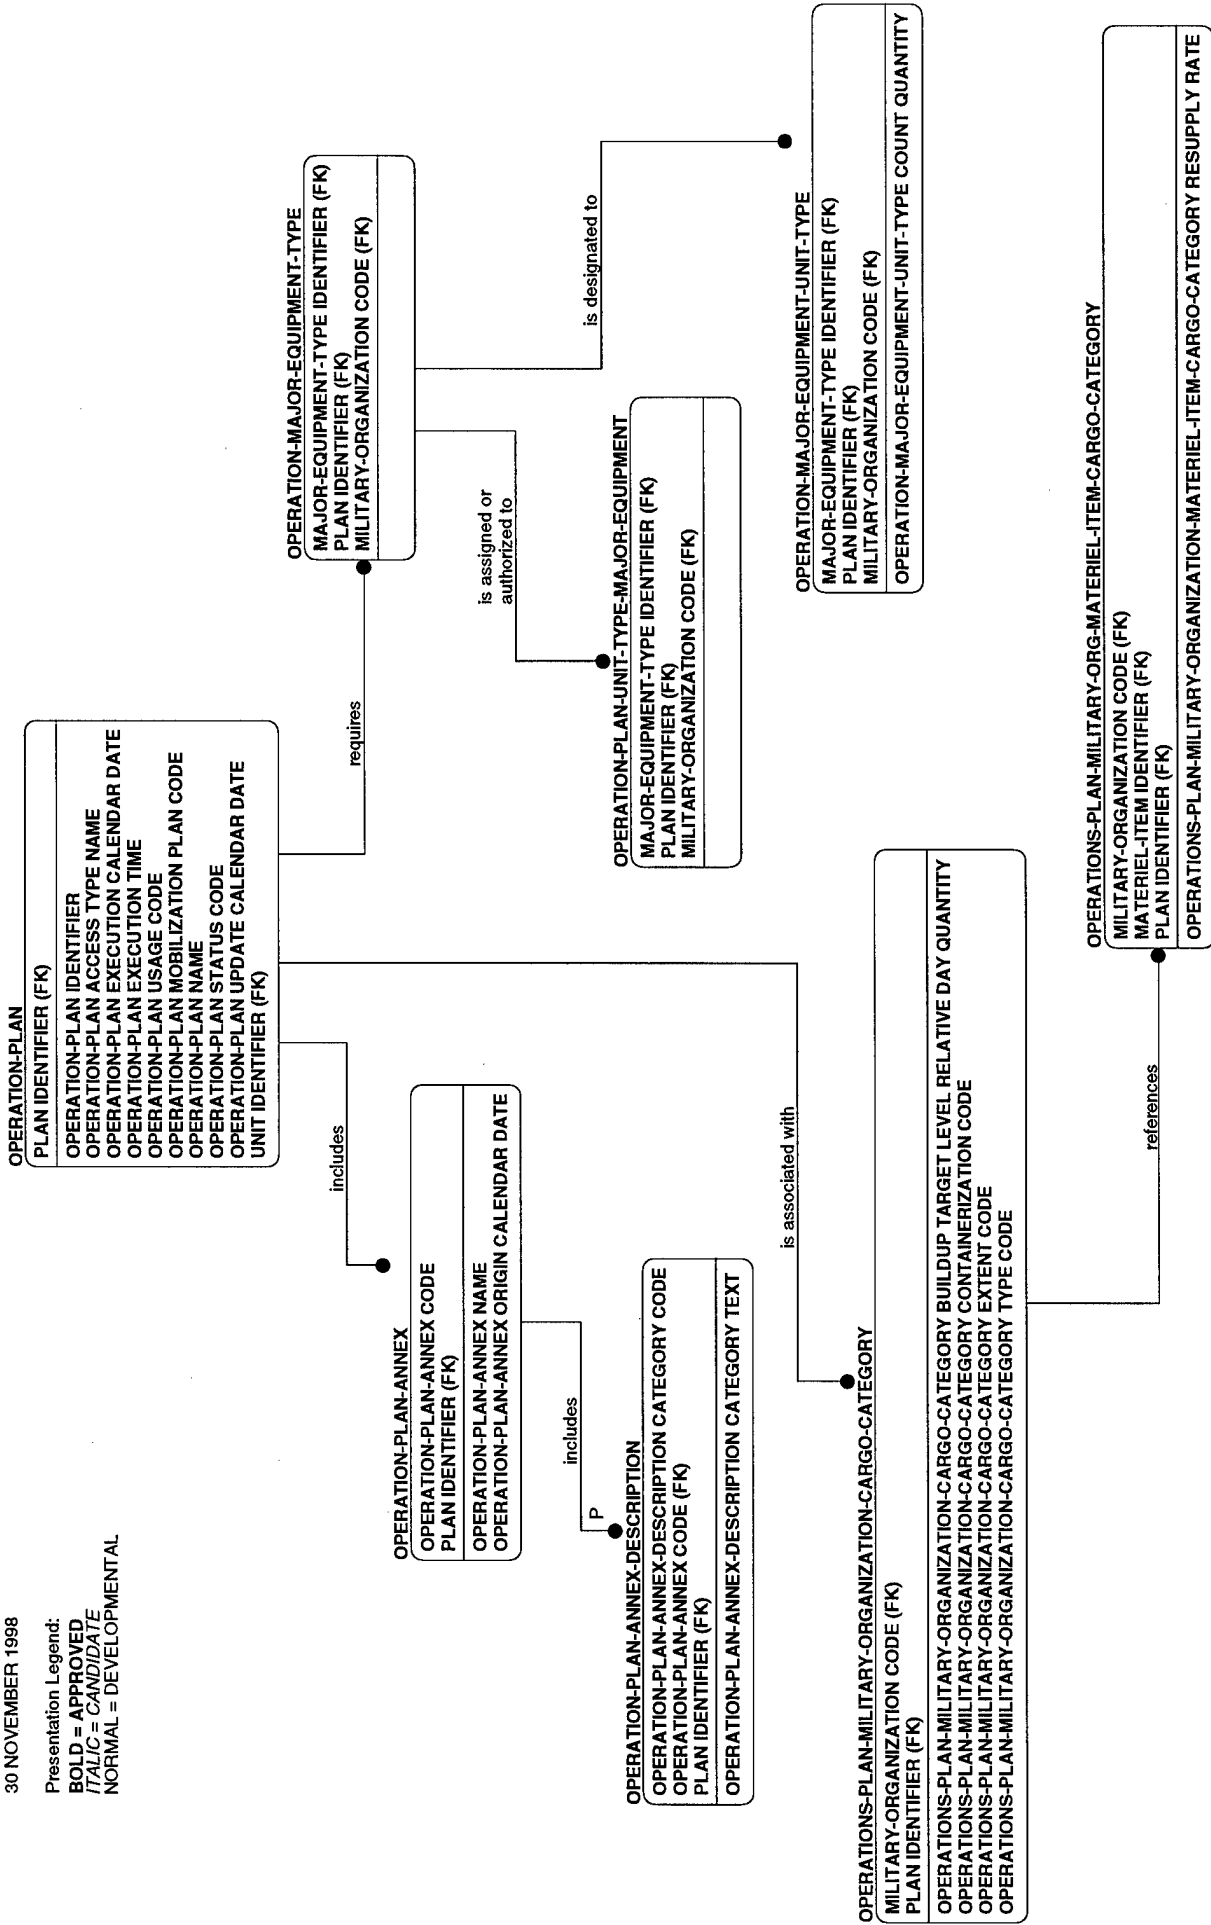 30 NOVEMBER 1998
Presentation Legend:
BOLD = APPROVED
ITALIC = CANDIDATE
NORMAL = DEVELOPMENTAL
OPERATION-PLAN
PLAN IDENTIFIER (FK)
OPERATION-PLAN IDENTIFIER
OPERATION-PLAN ACCESS TYPE NAME
OPERATION-PLAN EXECUTION CALENDAR DATE
OPERATION-PLAN EXECUTION TIME
OPERATION-PLAN USAGE CODE
OPERATION-PLAN MOBILIZATION PLAN CODE
OPERATION-PLAN NAME
OPERATION-PLAN STATUS CODE
OPERATION-PLAN UPDATE CALENDAR DATE
UNIT IDENTIFIER (FK)
includes
requires
OPERATION-MAJOR-EQUIPMENT-TYPE
MAJOR-EQUIPMENT-TYPE IDENTIFIER (FK)
PLAN IDENTIFIER (FK)
MILITARY-ORGANIZATION CODE (FK)
OPERATION-PLAN-ANNEX
OPERATION-PLAN-ANNEX CODE
PLAN IDENTIFIER (FK)
OPERATION-PLAN-ANNEX NAME
OPERATION-PLAN-ANNEX ORIGIN CALENDAR DATE
is assigned or
authorized to
is designated to
includes
P
OPERATION-PLAN-UNIT-TYPE-MAJOR-EQUIPMENT
MAJOR-EQUIPMENT-TYPE IDENTIFIER (FK)
PLAN IDENTIFIER (FK)
MILITARY-ORGANIZATION CODE (FK)
OPERATION-PLAN-ANNEX-DESCRIPTION
OPERATION-PLAN-ANNEX-DESCRIPTION CATEGORY CODE
OPERATION-PLAN-ANNEX CODE (FK)
PLAN IDENTIFIER (FK)
OPERATION-PLAN-ANNEX-DESCRIPTION CATEGORY TEXT
is associated with
OPERATION-MAJOR-EQUIPMENT-UNIT-TYPE
MAJOR-EQUIPMENT-TYPE IDENTIFIER (FK)
PLAN IDENTIFIER (FK)
MILITARY-ORGANIZATION CODE (FK)
OPERATION-MAJOR-EQUIPMENT-UNIT-TYPE COUNT QUANTITY
OPERATIONS-PLAN-MILITARY-ORGANIZATION-CARGO-CATEGORY
MILITARY-ORGANIZATION CODE (FK)
PLAN IDENTIFIER (FK)
OPERATIONS-PLAN-MILITARY-ORGANIZATION-CARGO-CATEGORY BUILDUP TARGET LEVEL RELATIVE DAY QUANTITY
OPERATIONS-PLAN-MILITARY-ORGANIZATION-CARGO-CATEGORY CONTAINERIZATION CODE
OPERATIONS-PLAN-MILITARY-ORGANIZATION-CARGO-CATEGORY EXTENT CODE
OPERATIONS-PLAN-MILITARY-ORGANIZATION-CARGO-CATEGORY TYPE CODE
references
OPERATIONS-PLAN-MILITARY-ORG-MATERIEL-ITEM-CARGO-CATEGORY
MILITARY-ORGANIZATION CODE (FK)
MATERIEL-ITEM IDENTIFIER (FK)
PLAN IDENTIFIER (FK)
OPERATIONS-PLAN-MILITARY-ORGANIZATION-MATERIEL-ITEM-CARGO-CATEGORY RESUPPLY RATE